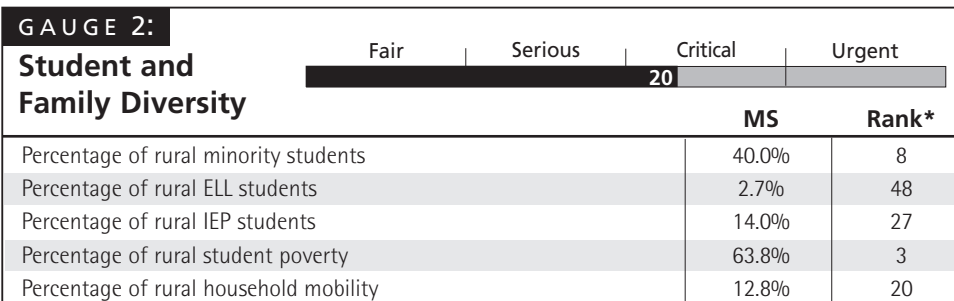 GAUGE 2:
Student and
Family Diversity
Fair Serious Critical Urgent
20
MS Rank*
Percentage of rural minority students 40.0% 8
Percentage of rural ELL students 2.7% 48
Percentage of rural IEP students 14.0% 27
Percentage of rural student poverty 63.8% 3
Percentage of rural household mobility 12.8% 20